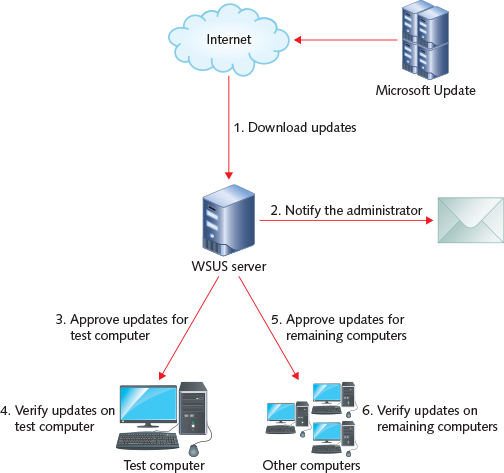 Internet
Microsoft Update
1. Download updates
2. Notify the administrator
WSUS server
3. Approve updates for
test computer
5. Approve updates for
remaining computers
4. Verify updates on
test computer
6. Verify updates on
remaining computers
Test computer
Other computers